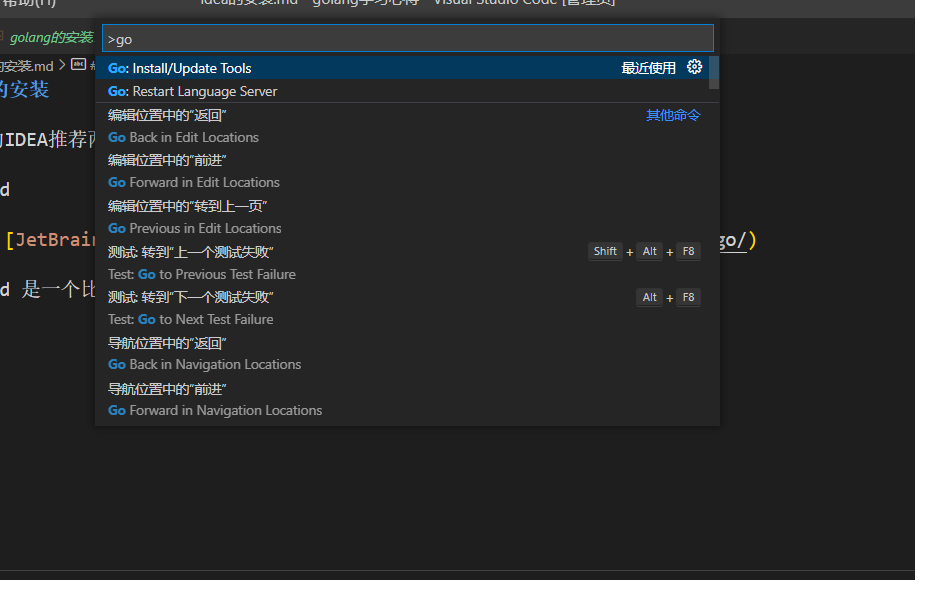 帮助(H)
idea的安装.md - golang学习心得 - Visual Studio Code [管理员]
golang的安装
>go
的安装.md > abc #
的安装
Go: Install/Update Tools 最近使用
Go: Restart Language Server
编辑位置中的“返回” 其他命令
Go Back in Edit Locations
IDEA推荐
编辑位置中的“前进”
Go Forward in Edit Locations
d
编辑位置中的“转到上一页”
Go Previous in Edit Locations
[JetBrain go/)
测试: 转到“上一个测试失败” Shift + Alt + F8
Test: Go to Previous Test Failure
d 是一个比
测试: 转到“下一个测试失败” Alt + F8
Test: Go to Next Test Failure
导航位置中的“返回”
Go Back in Navigation Locations
导航位置中的“前进”
Go Forward in Navigation Locations